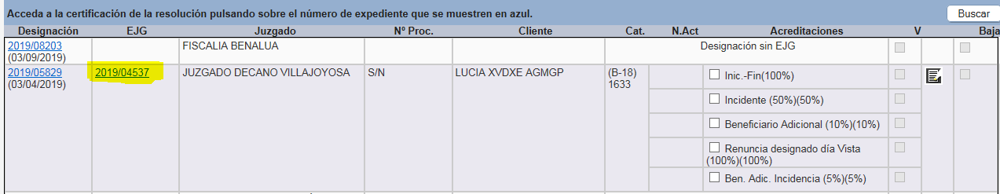 Acceda a la certificación de la resolución pulsando sobre el número de expediente que se muestren en azul.
Buscar
Designación EJG Juzgado Nº Proc. Cliente Cat. N.Act Acreditaciones V Baja
2019/08203 FISCALIA BENALUA Designación sin EJG
(03/09/2019)
2019/05829 2019/04537 JUZGADO DECANO VILLAJOYOSA S/N LUCIA XVDXE AGMGP (B-18) Inic.-Fin(100%)
(03/04/2019) 1633
Incidente (50%)(50%)
Beneficiario Adicional (10%)(10%)
Renuncia designado día Vista
(100%)(100%)
Ben. Adic. Incidencia (5%)(5%)